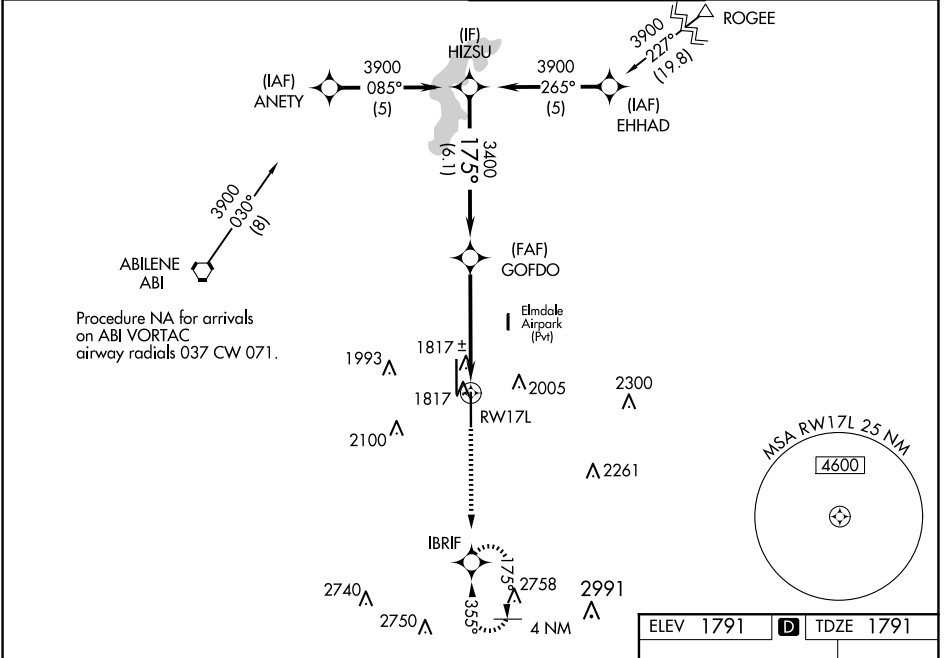 ROGEE
3900
227°
(19.8)
(IF)
HIZSU
(IAF)
ANETY
3900
085°
(5)
3900
265°
(5)
(IAF)
EHHAD
3400
175°
(6.1)
3900
030°
(8)
ABILENE
ABI
(FAF)
GOFDO
Procedure NA for arrivals
on ABI VORTAC
airway radials 037 CW 071.
Elmdale
Airpark
(Pvt)
1993
1817 ±
1817
2005
2300
RW17L
2100
2261
MSA RW17L 25 NM
4600
IBRIF
175°
355°
4 NM
2740
2750
2758
2991
ELEV 1791
D
TDZE 1791